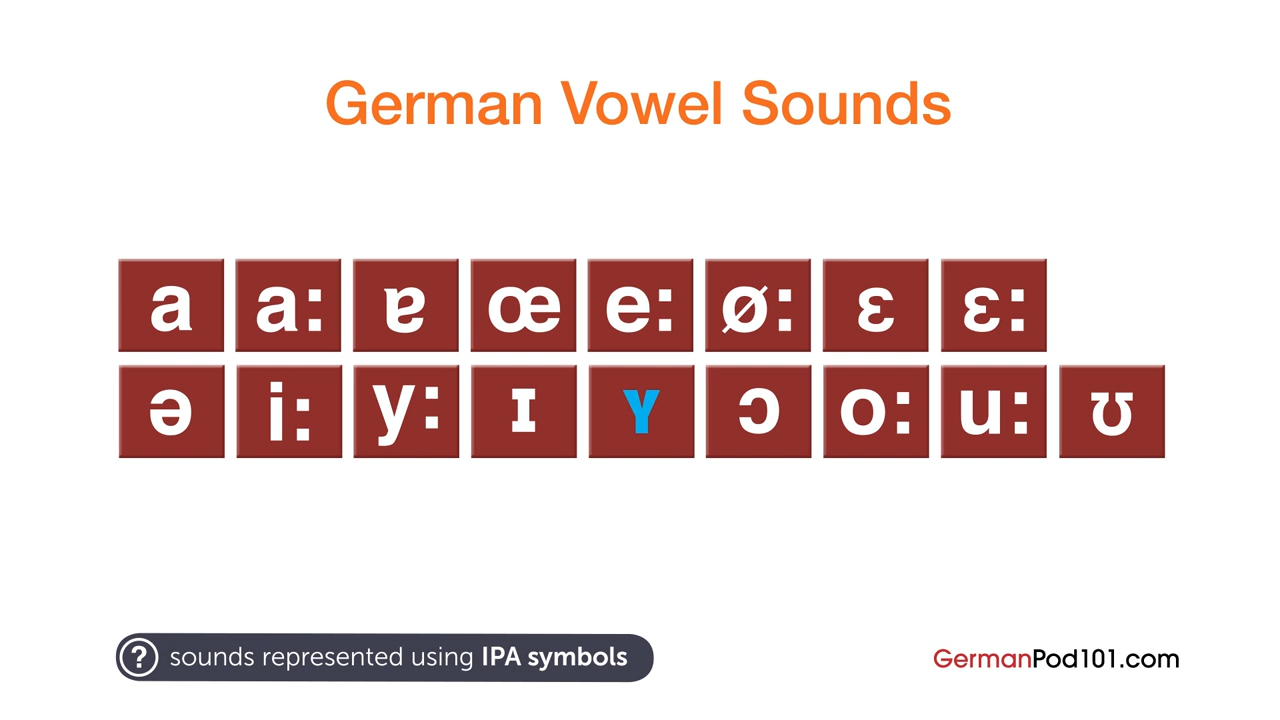 German Vowel Sounds
a a: ɐ œ e: ø: ɛ ɛ:
ə i: y: ɪ ʏ ɔ o: u: ʊ
? sounds represented using IPA symbols
GermanPod101.com